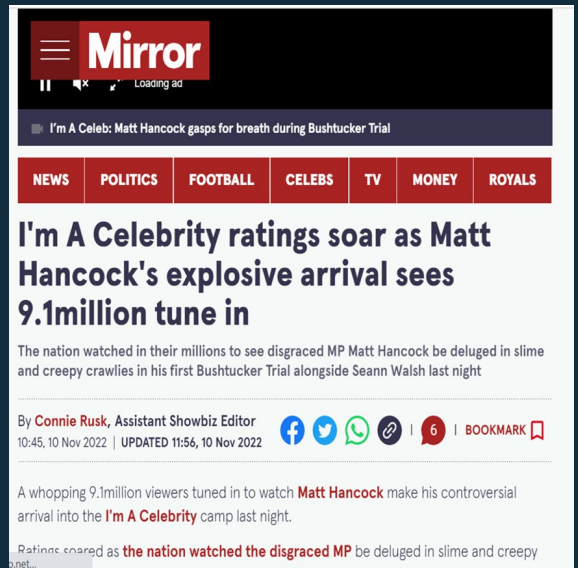 Mirror
Loading ad
I'm A Celeb: Matt Hancock gasps for breath during Bushtucker Trial
NEWS POLITICS FOOTBALL CELEBS TV MONEY ROYALS
I'm A Celebrity ratings soar as Matt
Hancock's explosive arrival sees
9.1million tune in
The nation watched in their millions to see disgraced MP Matt Hancock be deluged in slime
and creepy crawlies in his first Bushtucker Trial alongside Seann Walsh last night
By Connie Rusk, Assistant Showbiz Editor
10:45, 10 Nov 2022 | UPDATED 11:56, 10 Nov 2022
| 6 | BOOKMARK
A whopping 9.1million viewers tuned in to watch Matt Hancock make his controversial
arrival into the I'm A Celebrity camp last night.
Ratings soared as the nation watched the disgraced MP be deluged in slime and creepy
o.net...